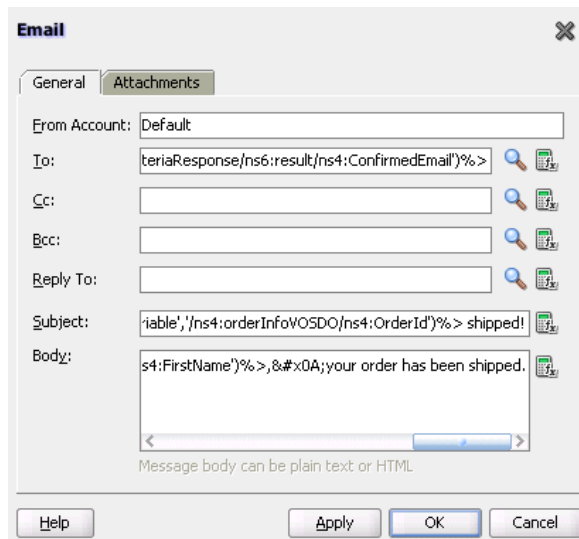 Email
General Attachments
From Account: Default
To: teriaResponse/ns6:result/ns4:ConfirmedEmail')%>
Cc:
Bcc:
Reply To:
Subject: 'iable','/ns4:orderInfoVOSDO/ns4:OrderId')%> shipped!
Body: s4:FirstName')%>,&#x0A;your order has been shipped.
Message body can be plain text or HTML
Help Apply OK Cancel